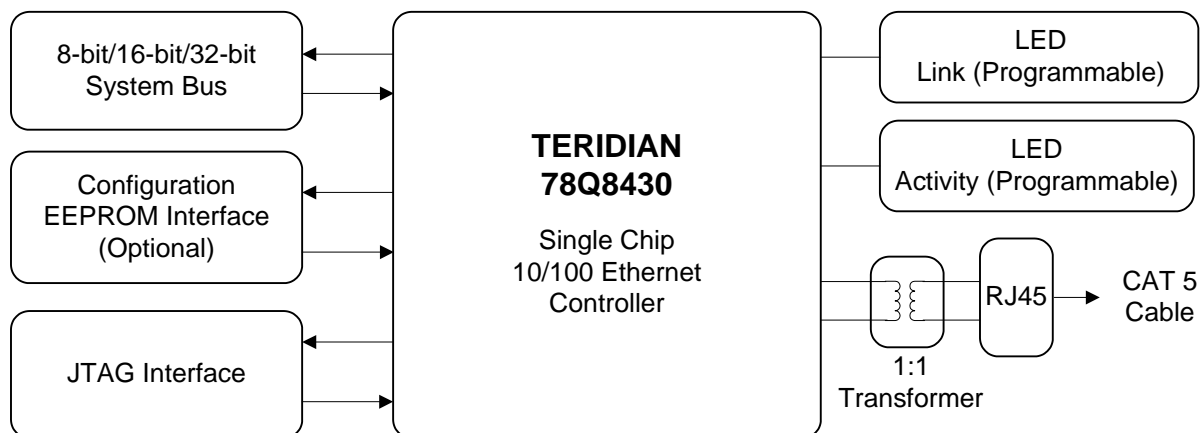 8-bit/16-bit/32-bit
System Bus
Configuration
EEPROM Interface
(Optional)
JTAG Interface
TERIDIAN
78Q8430
Single Chip
10/100 Ethernet
Controller
LED
Link (Programmable)
LED
Activity (Programmable)
1:1
Transformer
RJ45
CAT 5
Cable